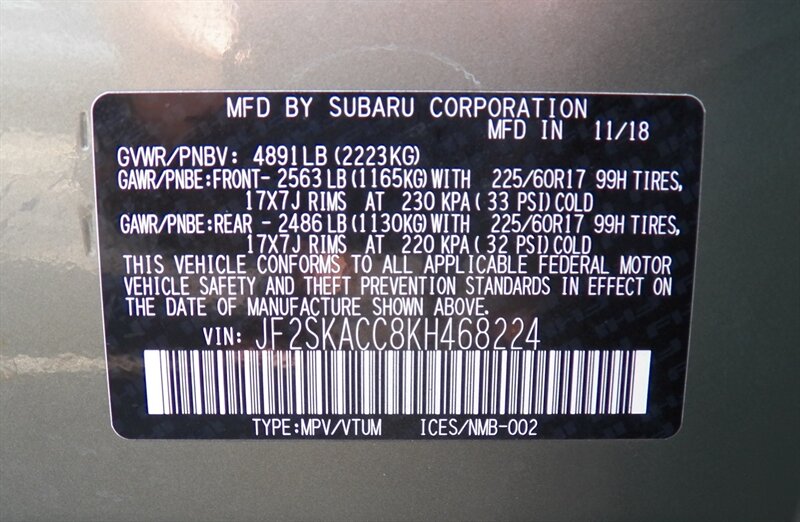 MFD BY SUBARU CORPORATION
MFD IN 11/18
GVWR/PNBV: 4891LB (2223KG)
GAWR/PNBE:FRONT- 2563LB (1165KG)WITH 225/60R17 99H TIRES,
17X7J RIMS AT 230 KPA ( 33 PSI)COLD
GAWR/PNBE:REAR - 2486LB (1130KG)WITH 225/60R17 99H TIRES,
17X7J RIMS AT 220 KPA ( 32 PSI)COLD
THIS VEHICLE CONFORMS TO ALL APPLICABLE FEDERAL MOTOR
VEHICLE SAFETY AND THEFT PREVENTION STANDARDS IN EFFECT ON
THE DATE OF MANUFACTURE SHOWN ABOVE.
VIN: JF2SKACC8KH468224
TYPE:MPV/VTUM ICES/NMB-002